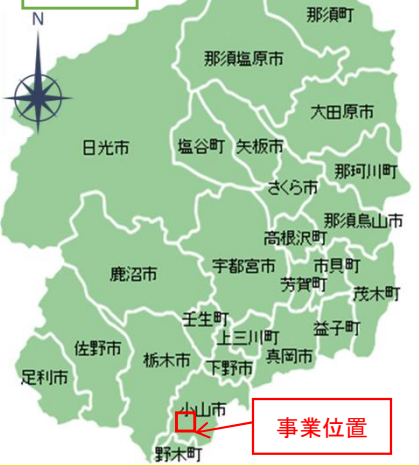 那須町
N
那須塩原市
大田原市
日光市
塩谷町
矢板市
那珂川町
さくら市
那須烏山市
高根沢町
鹿沼市
宇都宮市
市貝町
芳賀町
茂木町
壬生町
上三川町
益子町
佐野市
栃木市
下野市
真岡市
足利市
小山市
事業位置
野木町